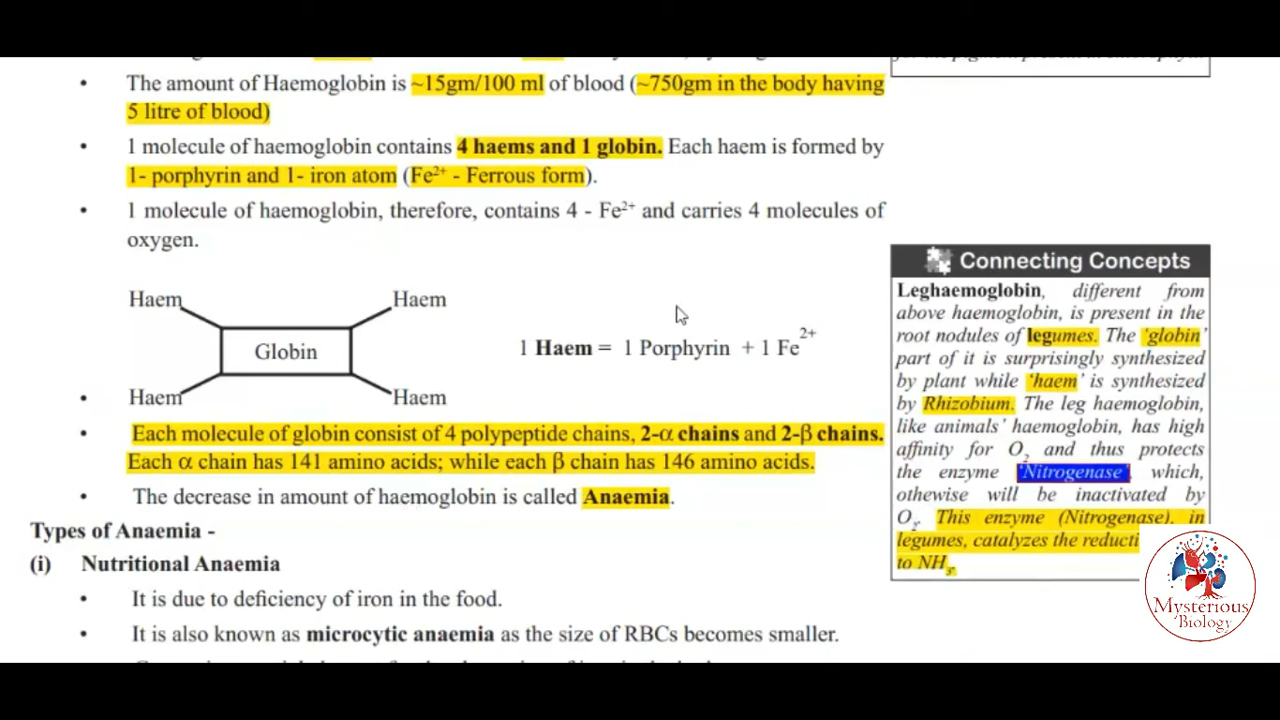 • The amount of Haemoglobin is ~15gm/100 ml of blood (~750gm in the body having
5 litre of blood)
• 1 molecule of haemoglobin contains 4 haems and 1 globin. Each haem is formed by
1- porphyrin and 1- iron atom (Fe²⁺ - Ferrous form).
• 1 molecule of haemoglobin, therefore, contains 4 - Fe²⁺ and carries 4 molecules of
oxygen.
Haem Haem
Globin
1 Haem = 1 Porphyrin + 1 Fe²⁺
• Haem Haem
• Each molecule of globin consist of 4 polypeptide chains, 2-α chains and 2-β chains.
Each α chain has 141 amino acids; while each β chain has 146 amino acids.
• The decrease in amount of haemoglobin is called Anaemia.
Types of Anaemia -
(i) Nutritional Anaemia
• It is due to deficiency of iron in the food.
• It is also known as microcytic anaemia as the size of RBCs becomes smaller.
Connecting Concepts
Leghaemoglobin, different from
above haemoglobin, is present in the
root nodules of legumes. The ‘globin’
part of it is surprisingly synthesized
by plant while ‘haem’ is synthesized
by Rhizobium. The leg haemoglobin,
like animals’ haemoglobin, has high
affinity for O₂ and thus protects
the enzyme ‘Nitrogenase’, which,
othewise will be inactivated by
O₂. This enzyme (Nitrogenase), in
legumes, catalyzes the reducti
to NH₃.
Mysterious
Biology